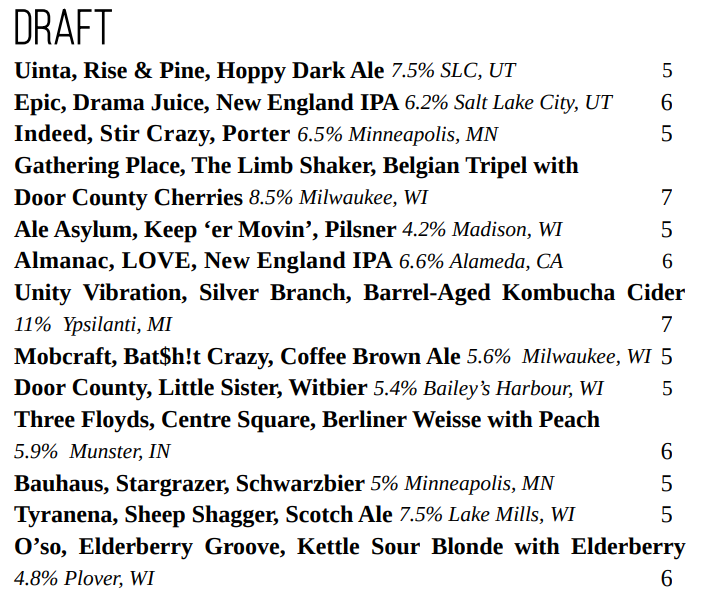 DRAFT
Uinta, Rise & Pine, Hoppy Dark Ale 7.5% SLC, UT 5
Epic, Drama Juice, New England IPA 6.2% Salt Lake City, UT 6
Indeed, Stir Crazy, Porter 6.5% Minneapolis, MN 5
Gathering Place, The Limb Shaker, Belgian Tripel with
Door County Cherries 8.5% Milwaukee, WI 7
Ale Asylum, Keep ‘er Movin’, Pilsner 4.2% Madison, WI 5
Almanac, LOVE, New England IPA 6.6% Alameda, CA 6
Unity Vibration, Silver Branch, Barrel-Aged Kombucha Cider
11% Ypsilanti, MI 7
Mobcraft, Bat$h!t Crazy, Coffee Brown Ale 5.6% Milwaukee, WI 5
Door County, Little Sister, Witbier 5.4% Bailey’s Harbour, WI 5
Three Floyds, Centre Square, Berliner Weisse with Peach
5.9% Munster, IN 6
Bauhaus, Stargrazer, Schwarzbier 5% Minneapolis, MN 5
Tyranena, Sheep Shagger, Scotch Ale 7.5% Lake Mills, WI 5
O’so, Elderberry Groove, Kettle Sour Blonde with Elderberry
4.8% Plover, WI 6